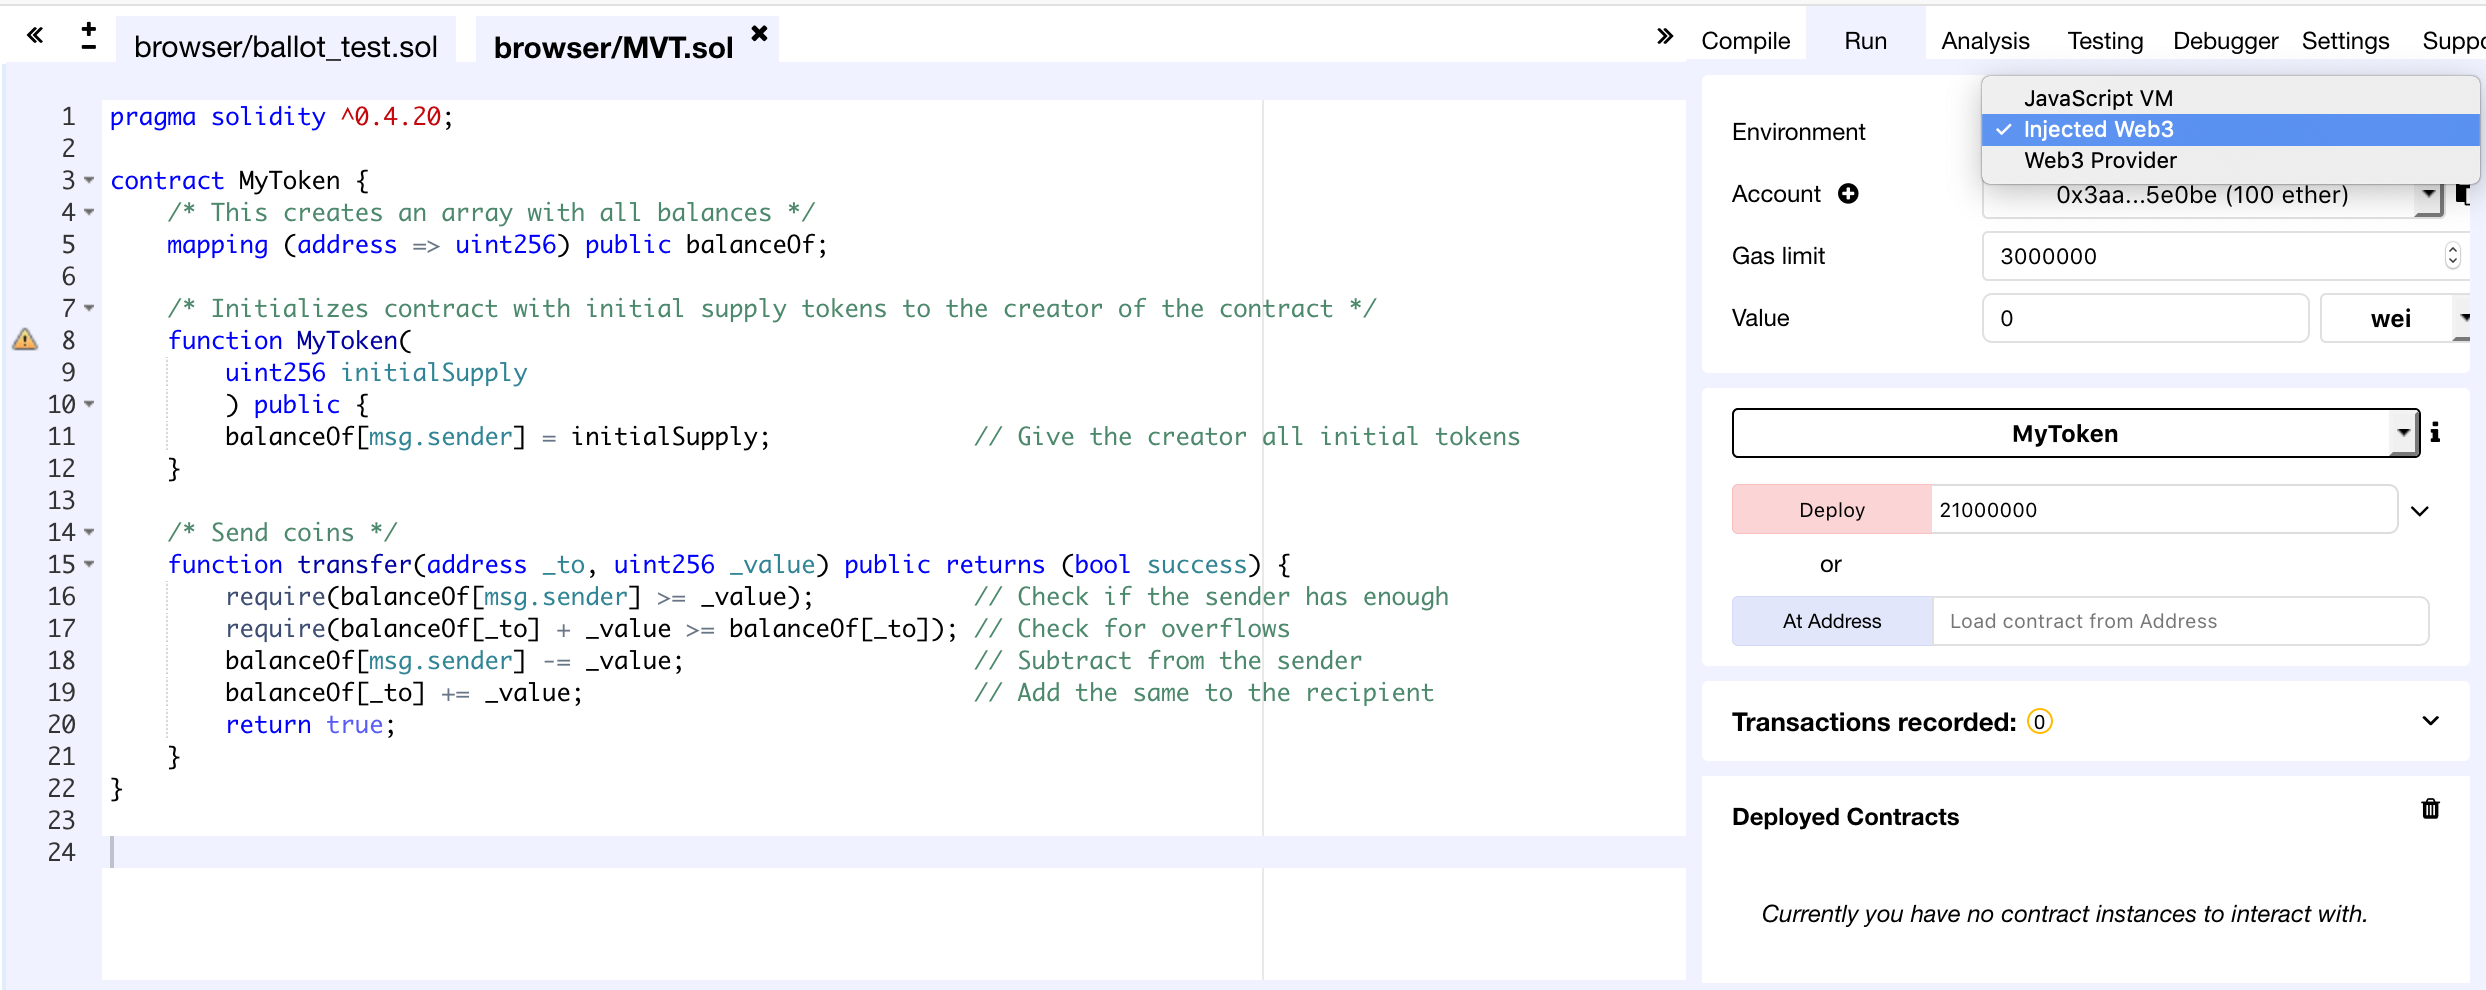 browser/ballot_test.sol browser/MVT.sol
Compile Run Analysis Testing Debugger Settings Suppo
1 pragma solidity ^0.4.20;
2
3 contract MyToken {
4 /* This creates an array with all balances */
5 mapping (address => uint256) public balanceOf;
6
7 /* Initializes contract with initial supply tokens to the creator of the contract */
8 function MyToken(
9 uint256 initialSupply
10 ) public {
11 balanceOf[msg.sender] = initialSupply; // Give the creator all initial tokens
12 }
13
14 /* Send coins */
15 function transfer(address _to, uint256 _value) public returns (bool success) {
16 require(balanceOf[msg.sender] >= _value); // Check if the sender has enough
17 require(balanceOf[_to] + _value >= balanceOf[_to]); // Check for overflows
18 balanceOf[msg.sender] -= _value; // Subtract from the sender
19 balanceOf[_to] += _value; // Add the same to the recipient
20 return true;
21 }
22 }
23
24
JavaScript VM
Environment ✓ Injected Web3
Web3 Provider
Account 0x3aa...5e0be (100 ether)
Gas limit 3000000
Value 0 wei
MyToken
Deploy 21000000
or
At Address Load contract from Address
Transactions recorded: 0
Deployed Contracts
Currently you have no contract instances to interact with.